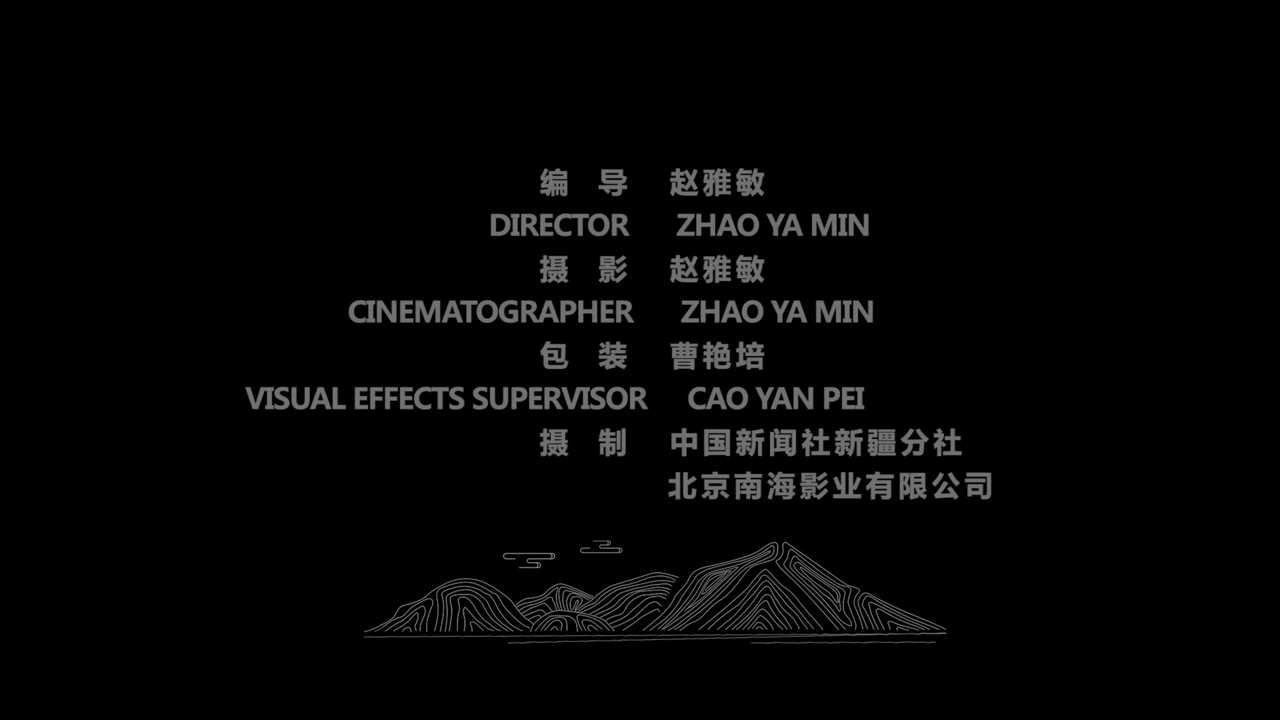 编 导 赵雅敏
DIRECTOR ZHAO YA MIN
摄 影 赵雅敏
CINEMATOGRAPHER ZHAO YA MIN
包 装 曹艳培
VISUAL EFFECTS SUPERVISOR CAO YAN PEI
摄 制 中国新闻社新疆分社
北京南海影业有限公司